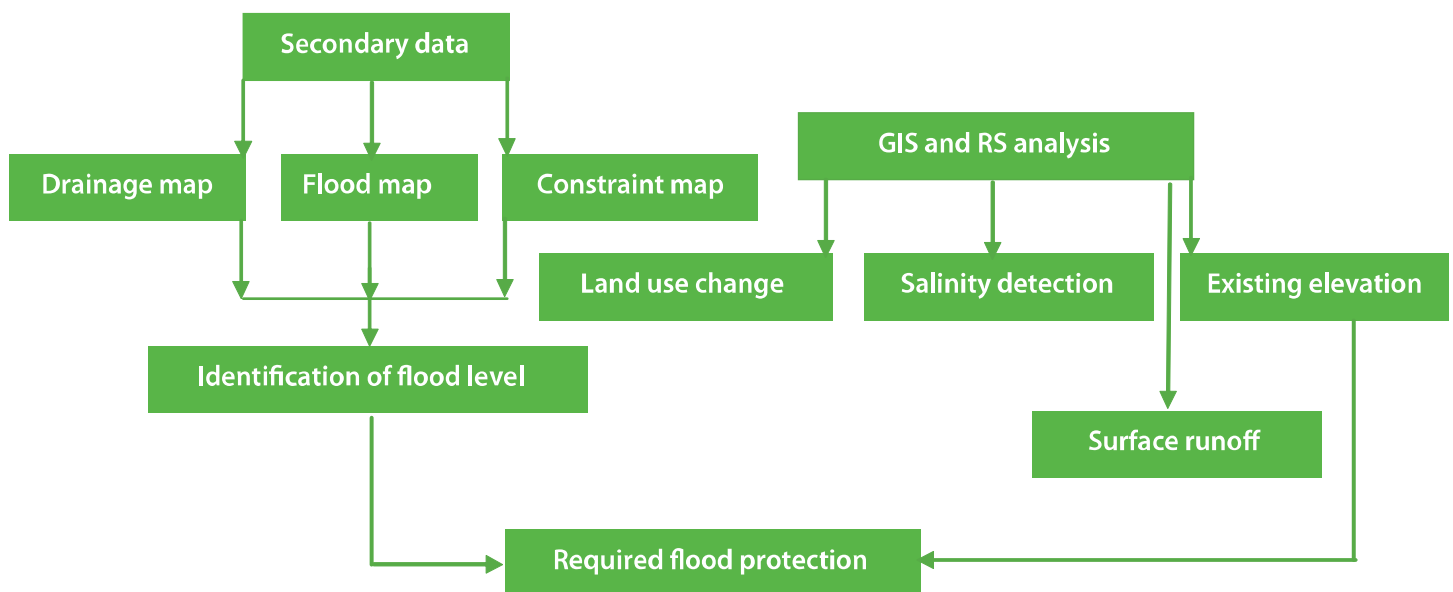 Secondary data
GIS and RS analysis
Drainage map
Flood map
Constraint map
Land use change
Salinity detection
Existing elevation
Identification of flood level
Surface runoff
Required flood protection